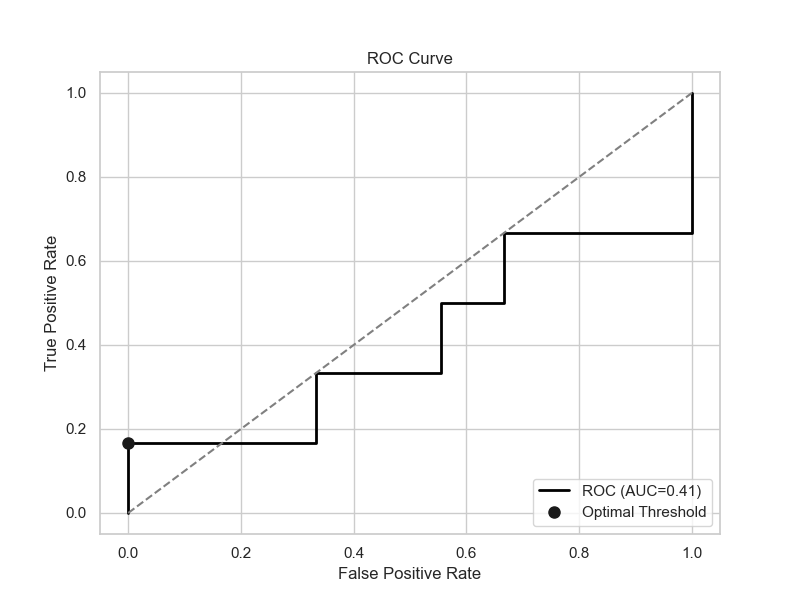 ROC Curve
1.0
0.8
0.6
0.4
0.2
0.0
True Positive Rate
0.0 0.2 0.4 0.6 0.8 1.0
False Positive Rate
ROC (AUC=0.41)
Optimal Threshold